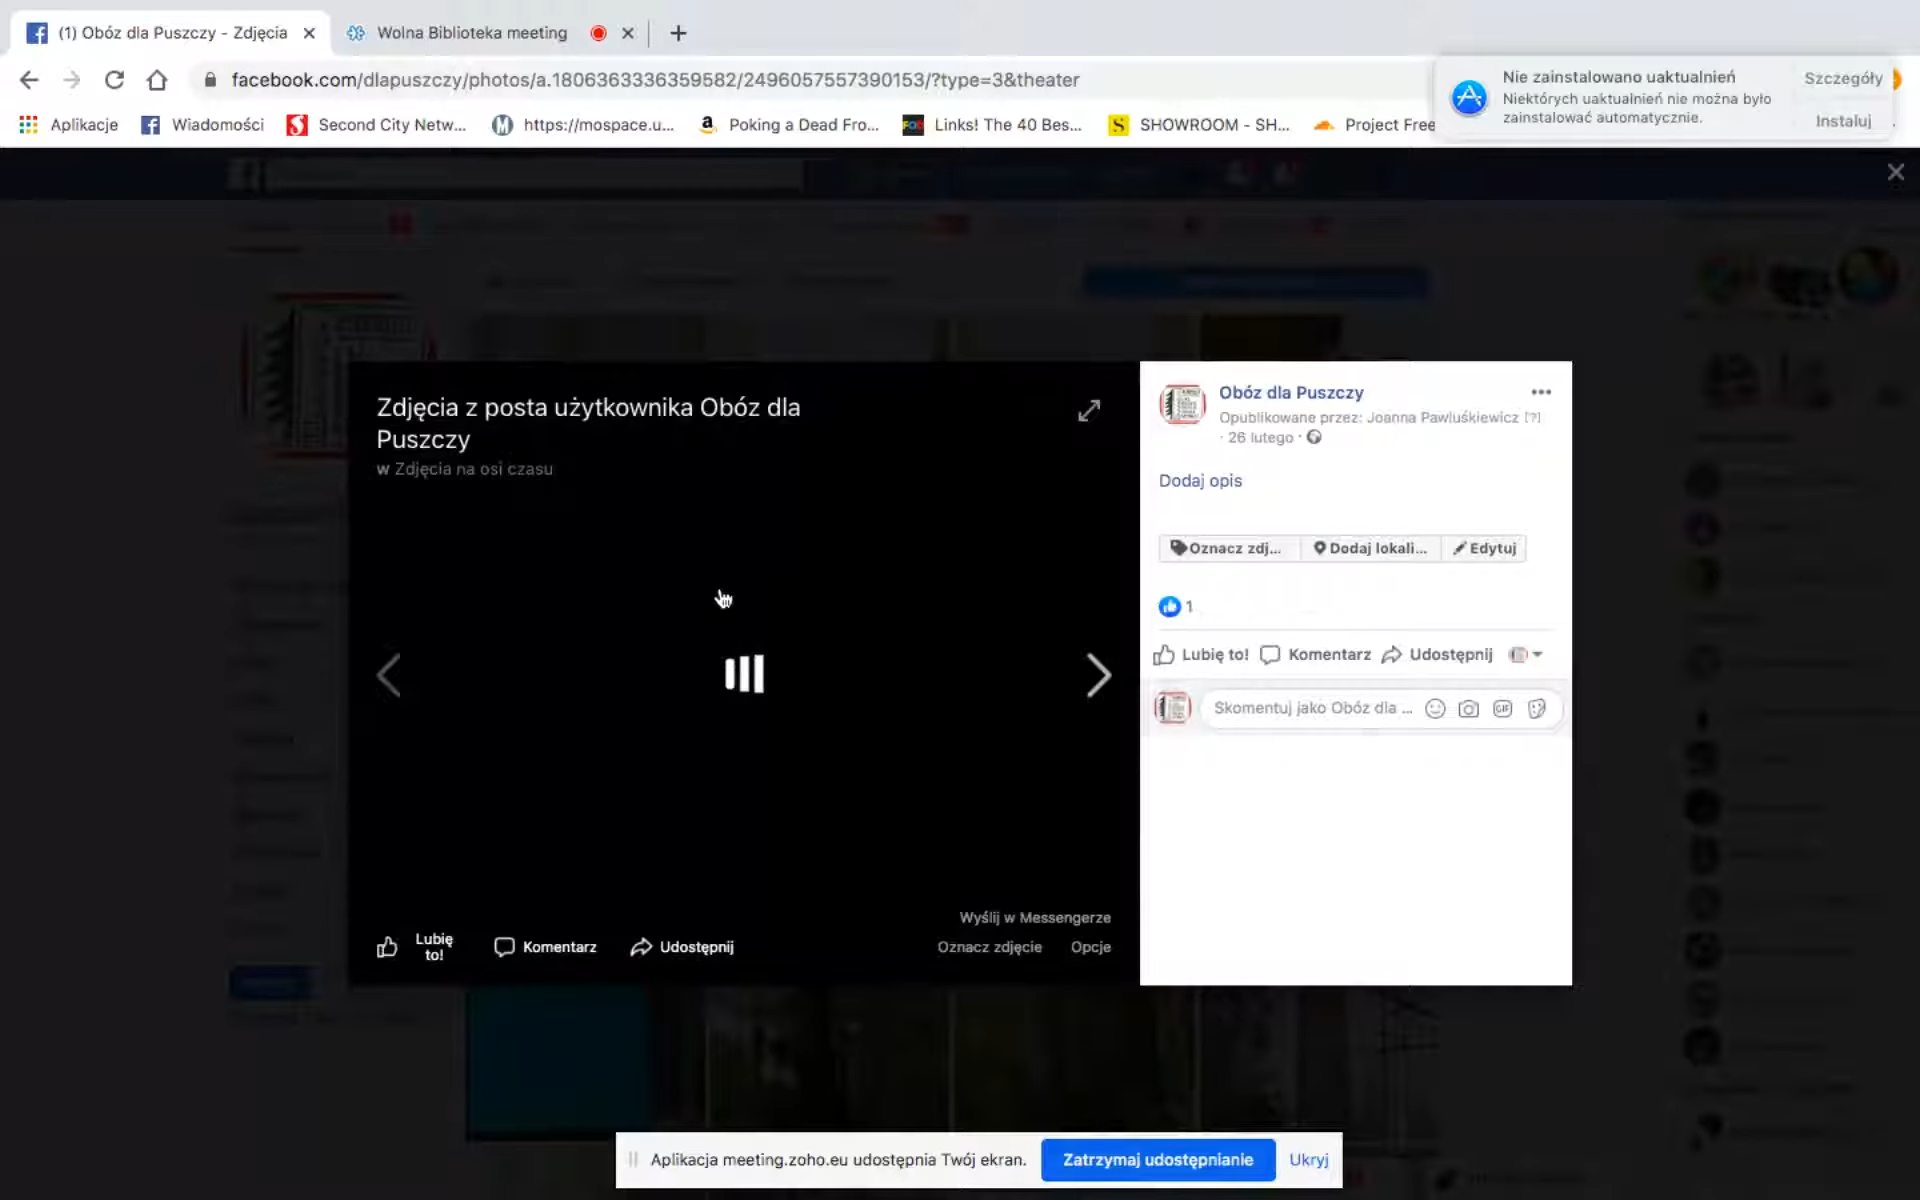 (1) Obóz dla Puszczy - Zdjęcia
Wolna Biblioteka meeting
facebook.com/dlapuszczy/photos/a.1806363336359582/2496057557390153/?type=3&theater
Nie zainstalowano uaktualnień
Niektórych uaktualnień nie można było
zainstalować automatycznie.
Szczegóły
Instaluj
Aplikacje
Wiadomości
Second City Netw...
https://mospace.u...
Poking a Dead Fro...
Links! The 40 Bes...
SHOWROOM - SH...
Project Free
Zdjęcia z posta użytkownika Obóz dla
Puszczy
w Zdjęcia na osi czasu
Wyślij w Messengerze
Lubię
to!
Komentarz
Udostępnij
Oznacz zdjęcie
Opcje
Obóz dla Puszczy
Opublikowane przez: Joanna Pawluśkiewicz [?]
· 26 lutego ·
Dodaj opis
Oznacz zdj...
Dodaj lokali...
Edytuj
1
Lubię to!
Komentarz
Udostępnij
Skomentuj jako Obóz dla ...
GIF
Aplikacja meeting.zoho.eu udostępnia Twój ekran.
Zatrzymaj udostępnianie
Ukryj